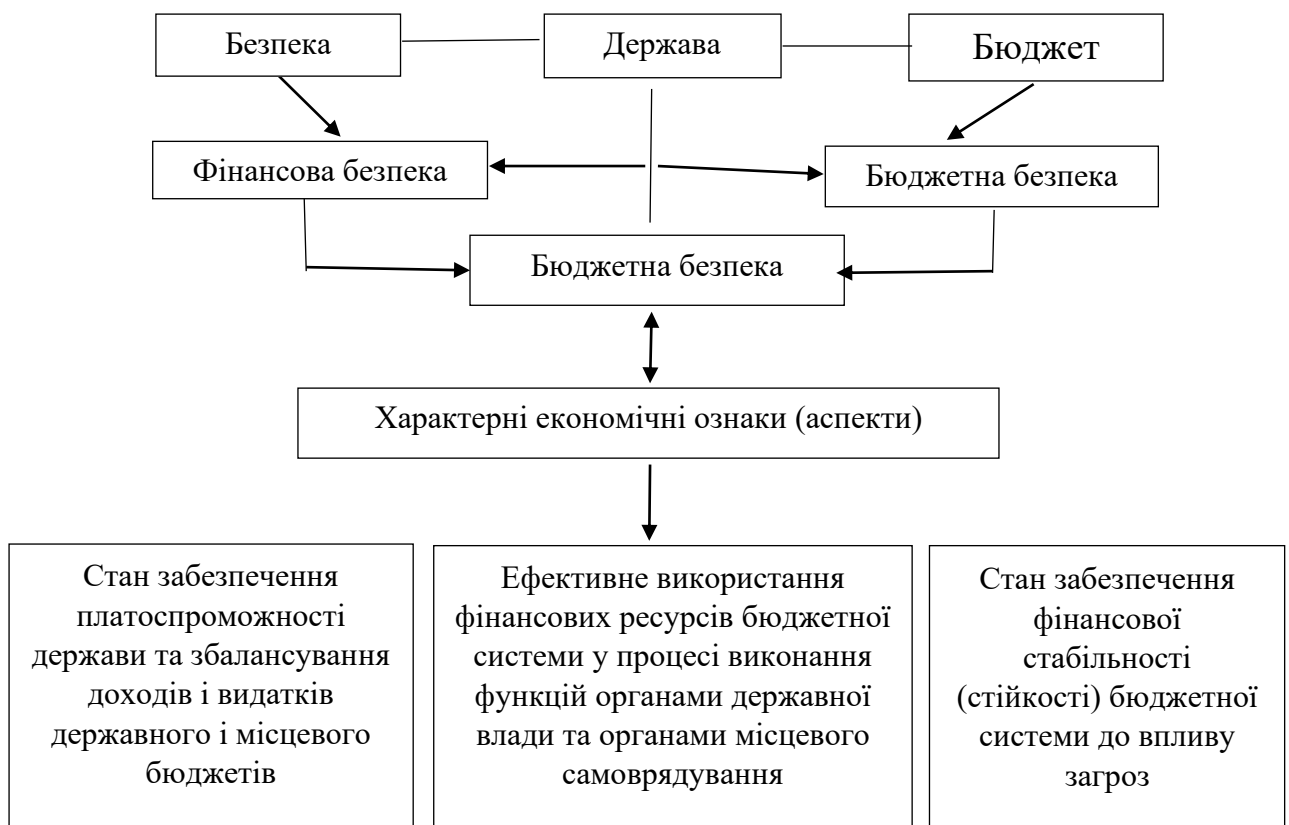 Безпека
Держава
Бюджет
Фінансова безпека
Бюджетна безпека
Бюджетна безпека
Характерні економічні ознаки (аспекти)
Стан забезпечення
платоспроможності
держави та збалансування
доходів і видатків
державного і місцевого
бюджетів
Ефективне використання
фінансових ресурсів бюджетної
системи у процесі виконання
функцій органами державної
влади та органами місцевого
самоврядування
Стан забезпечення
фінансової
стабільності
(стійкості) бюджетної
системи до впливу
загроз